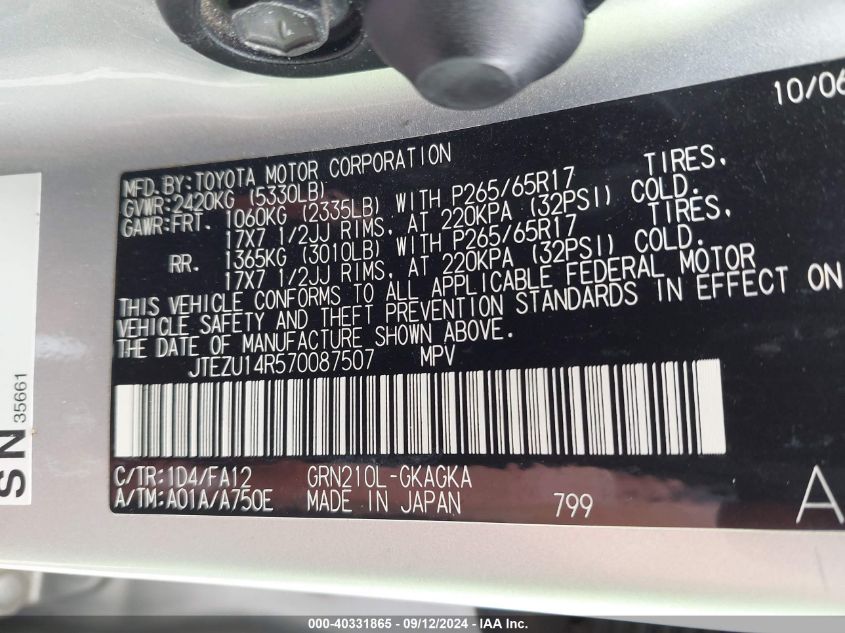 10/06
MFD. BY:TOYOTA MOTOR CORPORATION
GVWR:2420KG (5330LB)
GAWR:FRT. 1060KG (2335LB) WITH P265/65R17 TIRES,
17X7 1/2JJ RIMS, AT 220KPA (32PSI) COLD.
RR. 1365KG (3010LB) WITH P265/65R17 TIRES,
17X7 1/2JJ RIMS, AT 220KPA (32PSI) COLD.
THIS VEHICLE CONFORMS TO ALL APPLICABLE FEDERAL MOTOR
VEHICLE SAFETY AND THEFT PREVENTION STANDARDS IN EFFECT ON
THE DATE OF MANUFACTURE SHOWN ABOVE.
JTEZU14R570087507 MPV
C/TR:1D4/FA12 GRN210L-GKAGKA
A/TM:A01A/A750E MADE IN JAPAN 799 A
SN 35661
000-40331865 - 09/12/2024 - IAA Inc.